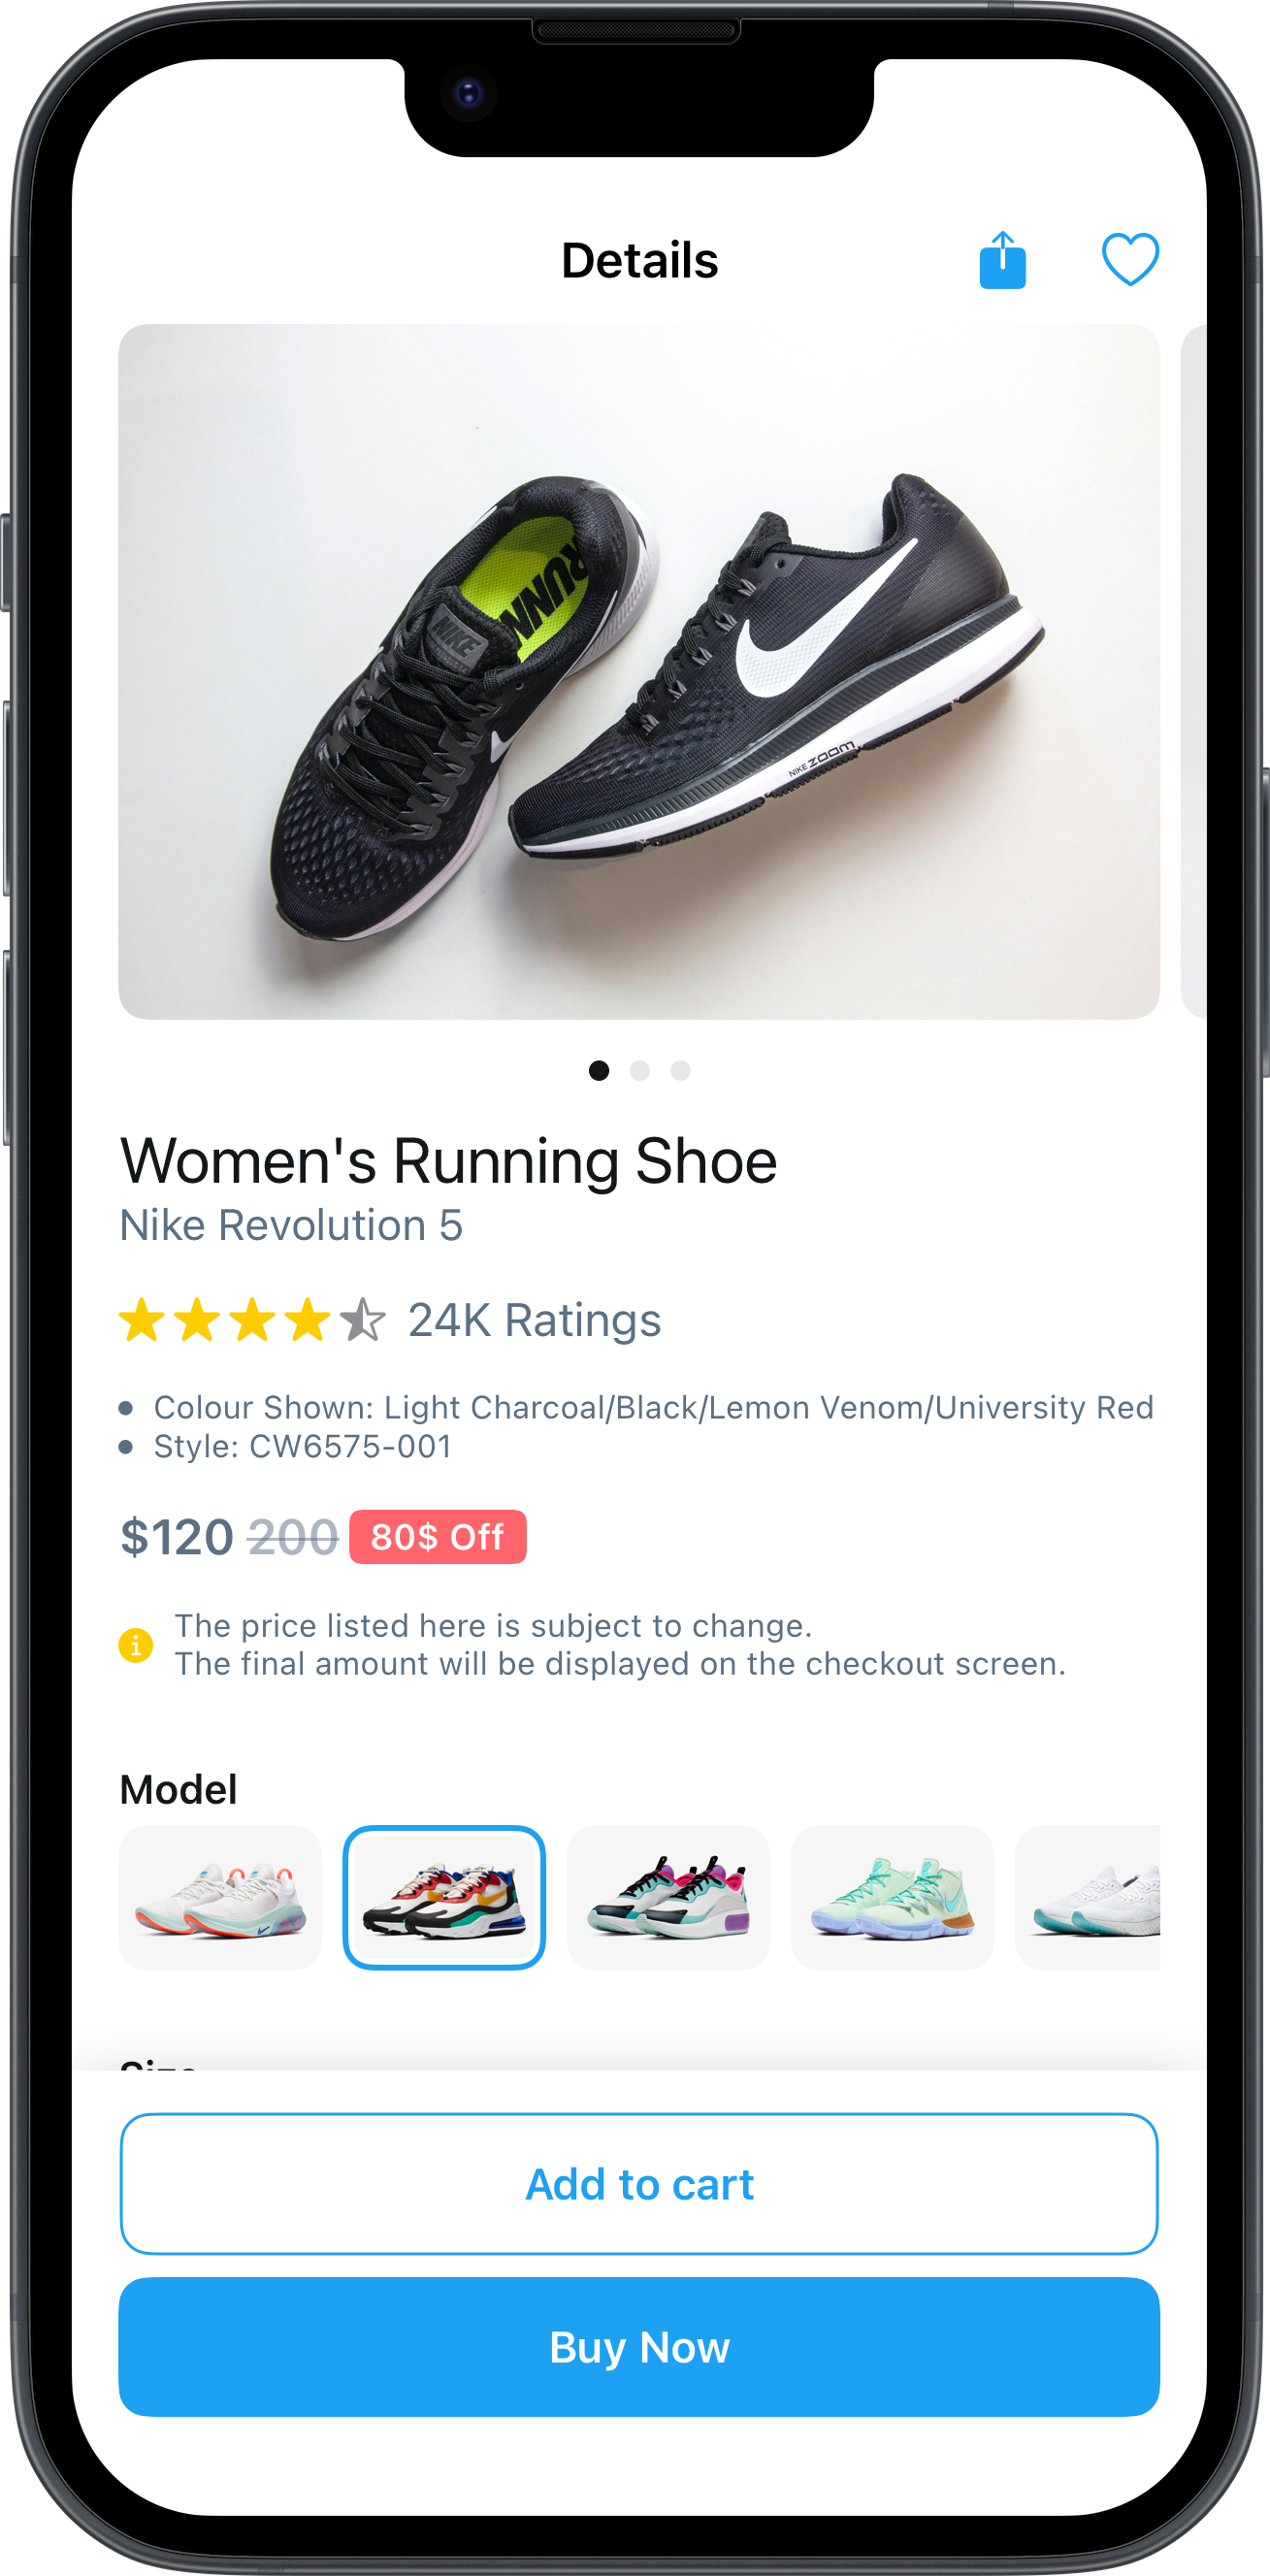 Details
RUNN
NIKE
NIKE ZOOM
Women's Running Shoe
Nike Revolution 5
24K Ratings
Colour Shown: Light Charcoal/Black/Lemon Venom/University Red
Style: CW6575-001
$120 200 80$ Off
The price listed here is subject to change.
The final amount will be displayed on the checkout screen.
Model
Size
Add to cart
Buy Now